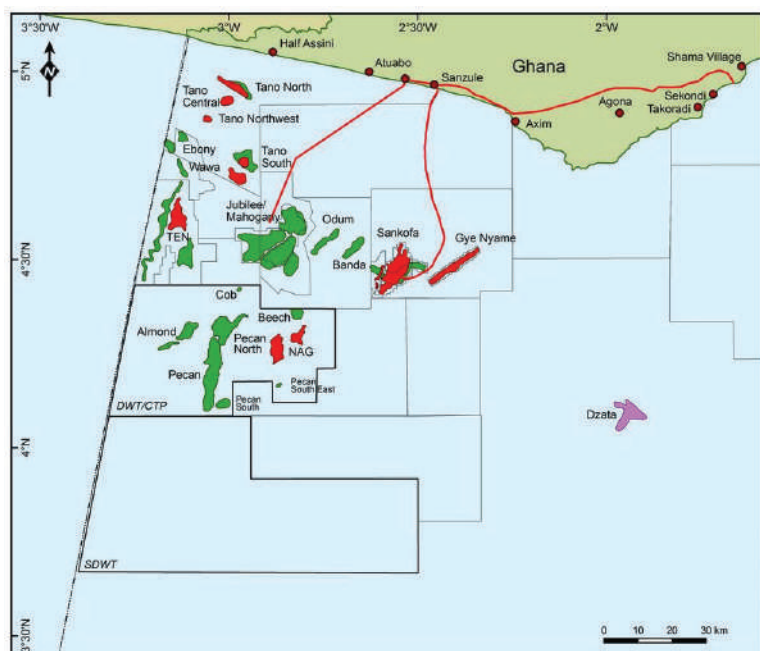 3°30'W
3°W
2°30'W
2°W
5°N
4°30'N
4°N
3°30'N
N
Half Assini
Atuabo
Sanzule
Ghana
Shama Village
Sekondi
Takoradi
Agona
Axim
Tano North
Tano
Central
Tano Northwest
Ebony
Wawa
Tano
South
TEN
Jubilee/
Mahogany
Odum
Banda
Sankofa
Gye Nyame
Cob
Beech
Almond
Pecan
North
NAG
Pecan
Pecan
South East
Pecan
South
DWT/CTP
Dzata
SDWT
0 10 20 30 km